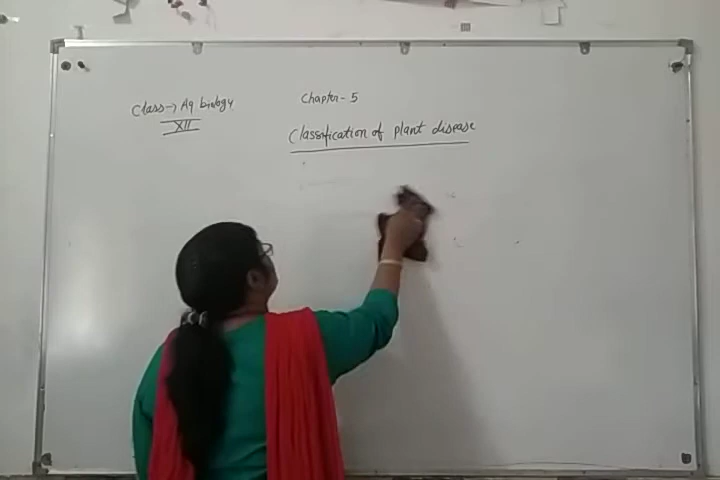 Class→ Ag biology
XII
Chapter - 5
Classification of plant disease